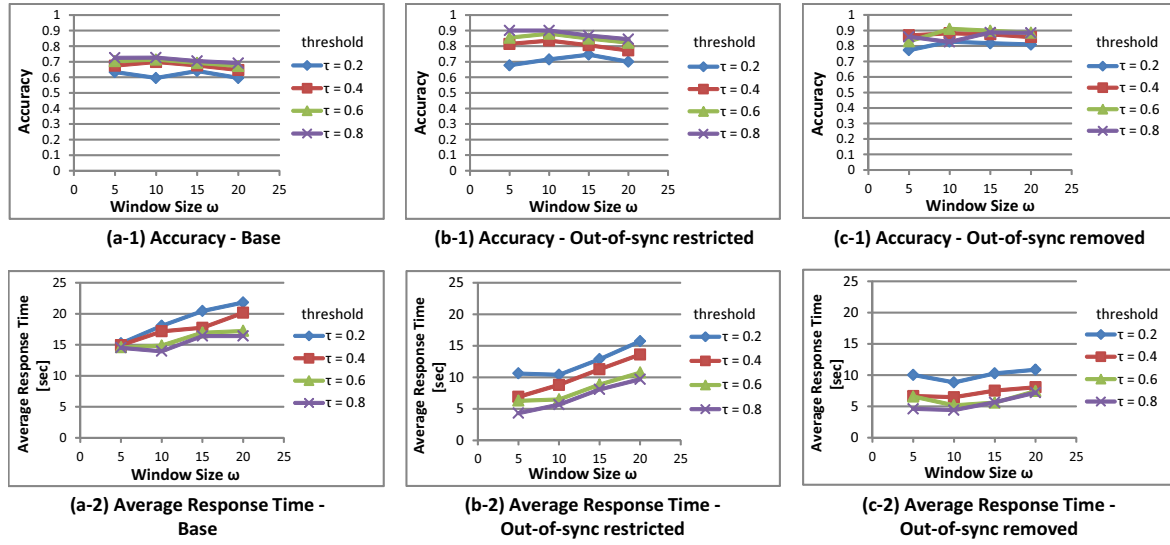 Accuracy
1
0.9
0.8
0.7
0.6
0.5
0.4
0.3
0.2
0.1
0
0 5 10 15 20 25
Window Size ω
threshold
τ = 0.2
τ = 0.4
τ = 0.6
τ = 0.8
(a-1) Accuracy - Base
Accuracy
1
0.9
0.8
0.7
0.6
0.5
0.4
0.3
0.2
0.1
0
0 5 10 15 20 25
Window Size ω
threshold
τ = 0.2
τ = 0.4
τ = 0.6
τ = 0.8
(b-1) Accuracy - Out-of-sync restricted
Accuracy
1
0.9
0.8
0.7
0.6
0.5
0.4
0.3
0.2
0.1
0
0 5 10 15 20 25
Window Size ω
threshold
τ = 0.2
τ = 0.4
τ = 0.6
τ = 0.8
(c-1) Accuracy - Out-of-sync removed
Average Response Time
[sec]
25
20
15
10
5
0
0 5 10 15 20 25
Window Size ω
threshold
τ = 0.2
τ = 0.4
τ = 0.6
τ = 0.8
(a-2) Average Response Time -
Base
Average Response Time
[sec]
25
20
15
10
5
0
0 5 10 15 20 25
Window Size ω
threshold
τ = 0.2
τ = 0.4
τ = 0.6
τ = 0.8
(b-2) Average Response Time -
Out-of-sync restricted
Average Response Time
[sec]
25
20
15
10
5
0
0 5 10 15 20 25
Window Size ω
threshold
τ = 0.2
τ = 0.4
τ = 0.6
τ = 0.8
(c-2) Average Response Time -
Out-of-sync removed